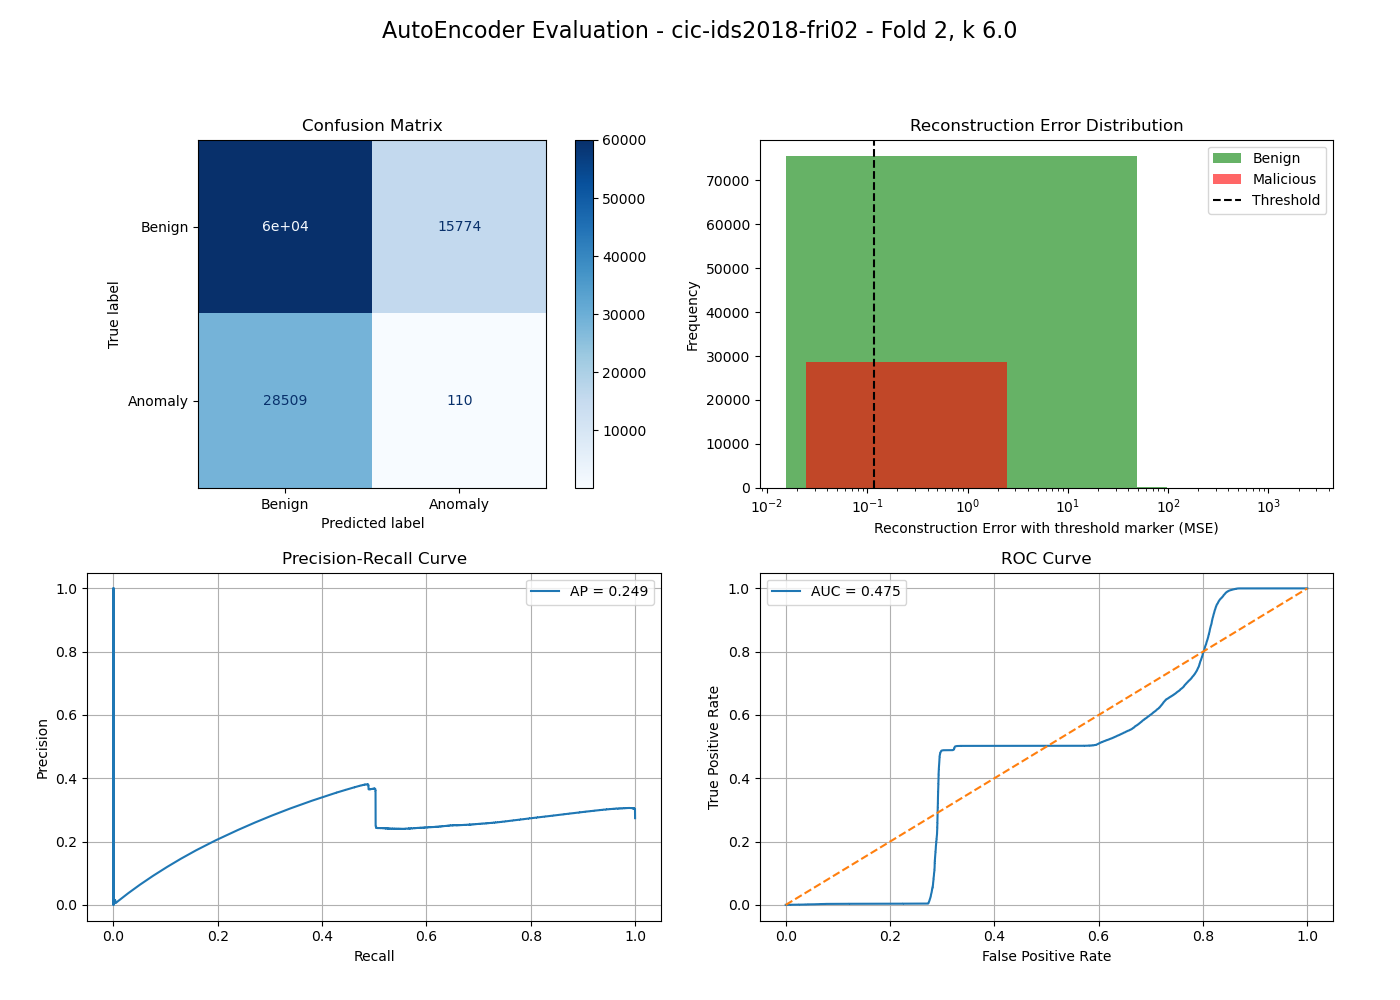 AutoEncoder Evaluation - cic-ids2018-fri02 - Fold 2, k 6.0
Confusion Matrix
Benign
Anomaly
True label
6e+04
15774
28509
110
Benign
Anomaly
Predicted label
60000
50000
40000
30000
20000
10000
Reconstruction Error Distribution
Benign
Malicious
Threshold
Frequency
70000
60000
50000
40000
30000
20000
10000
0
10⁻² 10⁻¹ 10⁰ 10¹ 10² 10³
Reconstruction Error with threshold marker (MSE)
Precision-Recall Curve
AP = 0.249
Precision
1.0
0.8
0.6
0.4
0.2
0.0
0.0 0.2 0.4 0.6 0.8 1.0
Recall
ROC Curve
AUC = 0.475
True Positive Rate
1.0
0.8
0.6
0.4
0.2
0.0
0.0 0.2 0.4 0.6 0.8 1.0
False Positive Rate